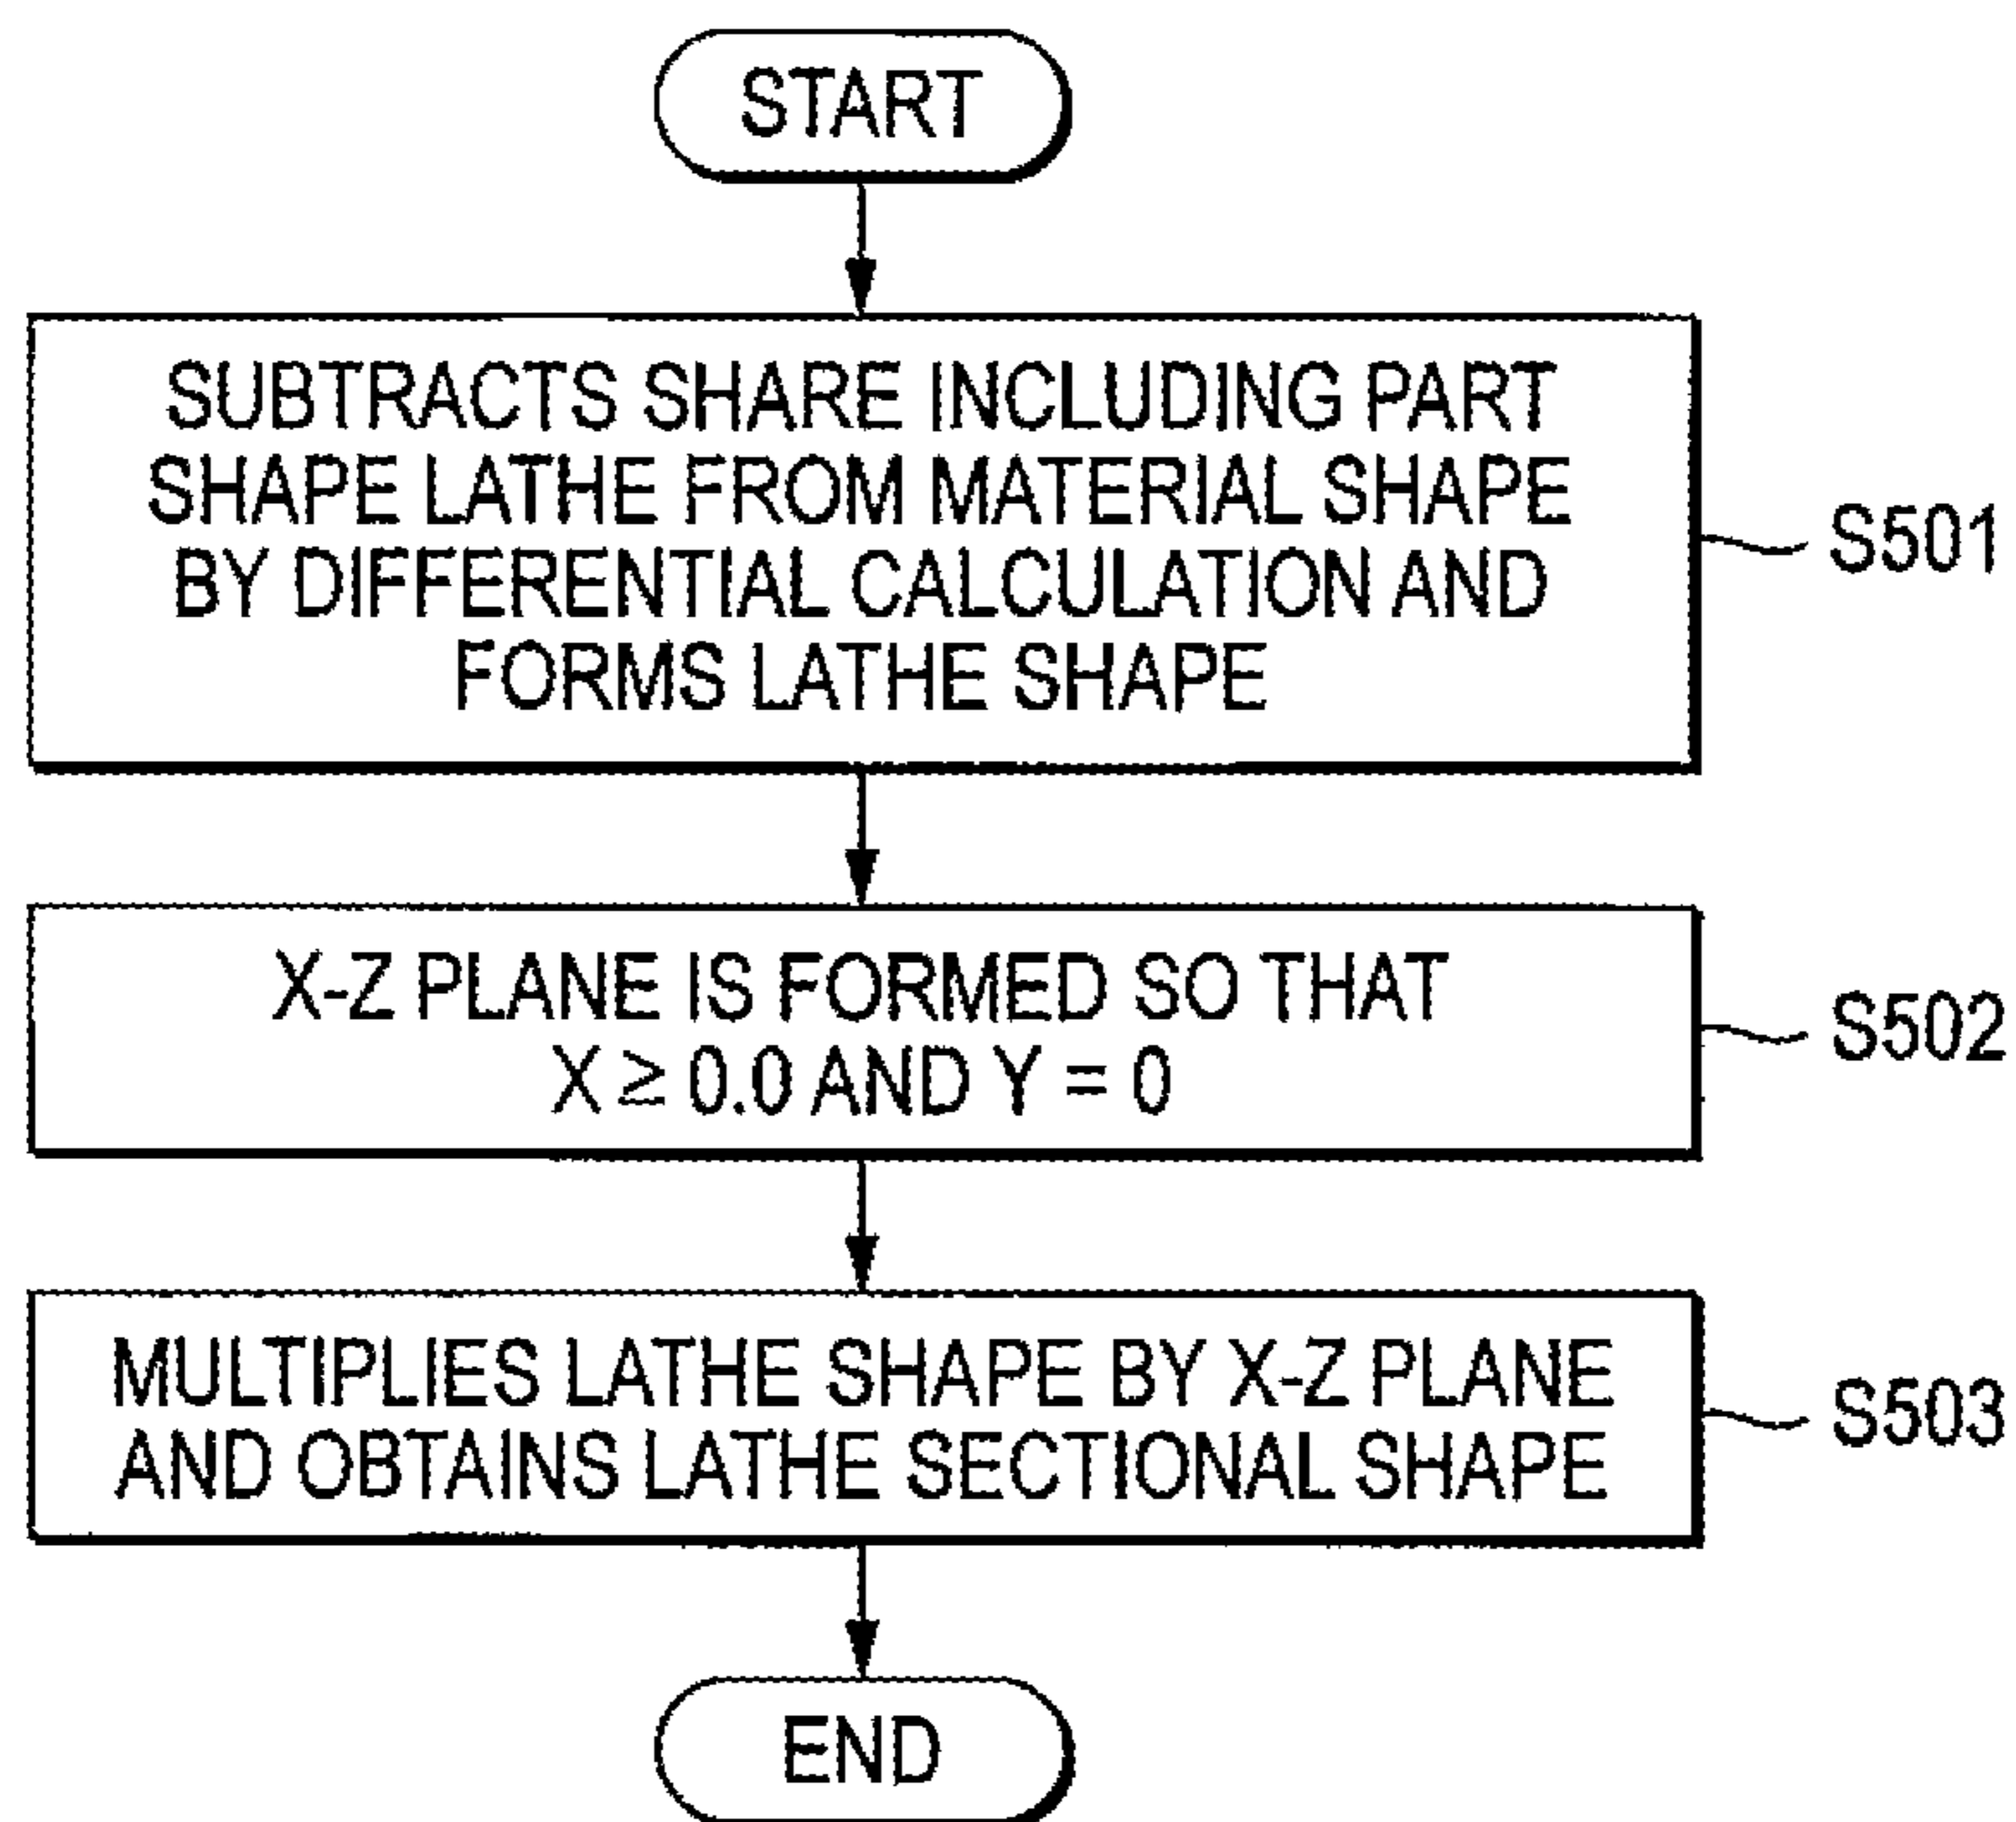 START
SUBTRACTS SHARE INCLUDING PART
SHAPE LATHE FROM MATERIAL SHAPE
BY DIFFERENTIAL CALCULATION AND
FORMS LATHE SHAPE
S501
X-Z PLANE IS FORMED SO THAT
X ≥ 0.0 AND Y = 0
S502
MULTIPLIES LATHE SHAPE BY X-Z PLANE
AND OBTAINS LATHE SECTIONAL SHAPE
S503
END